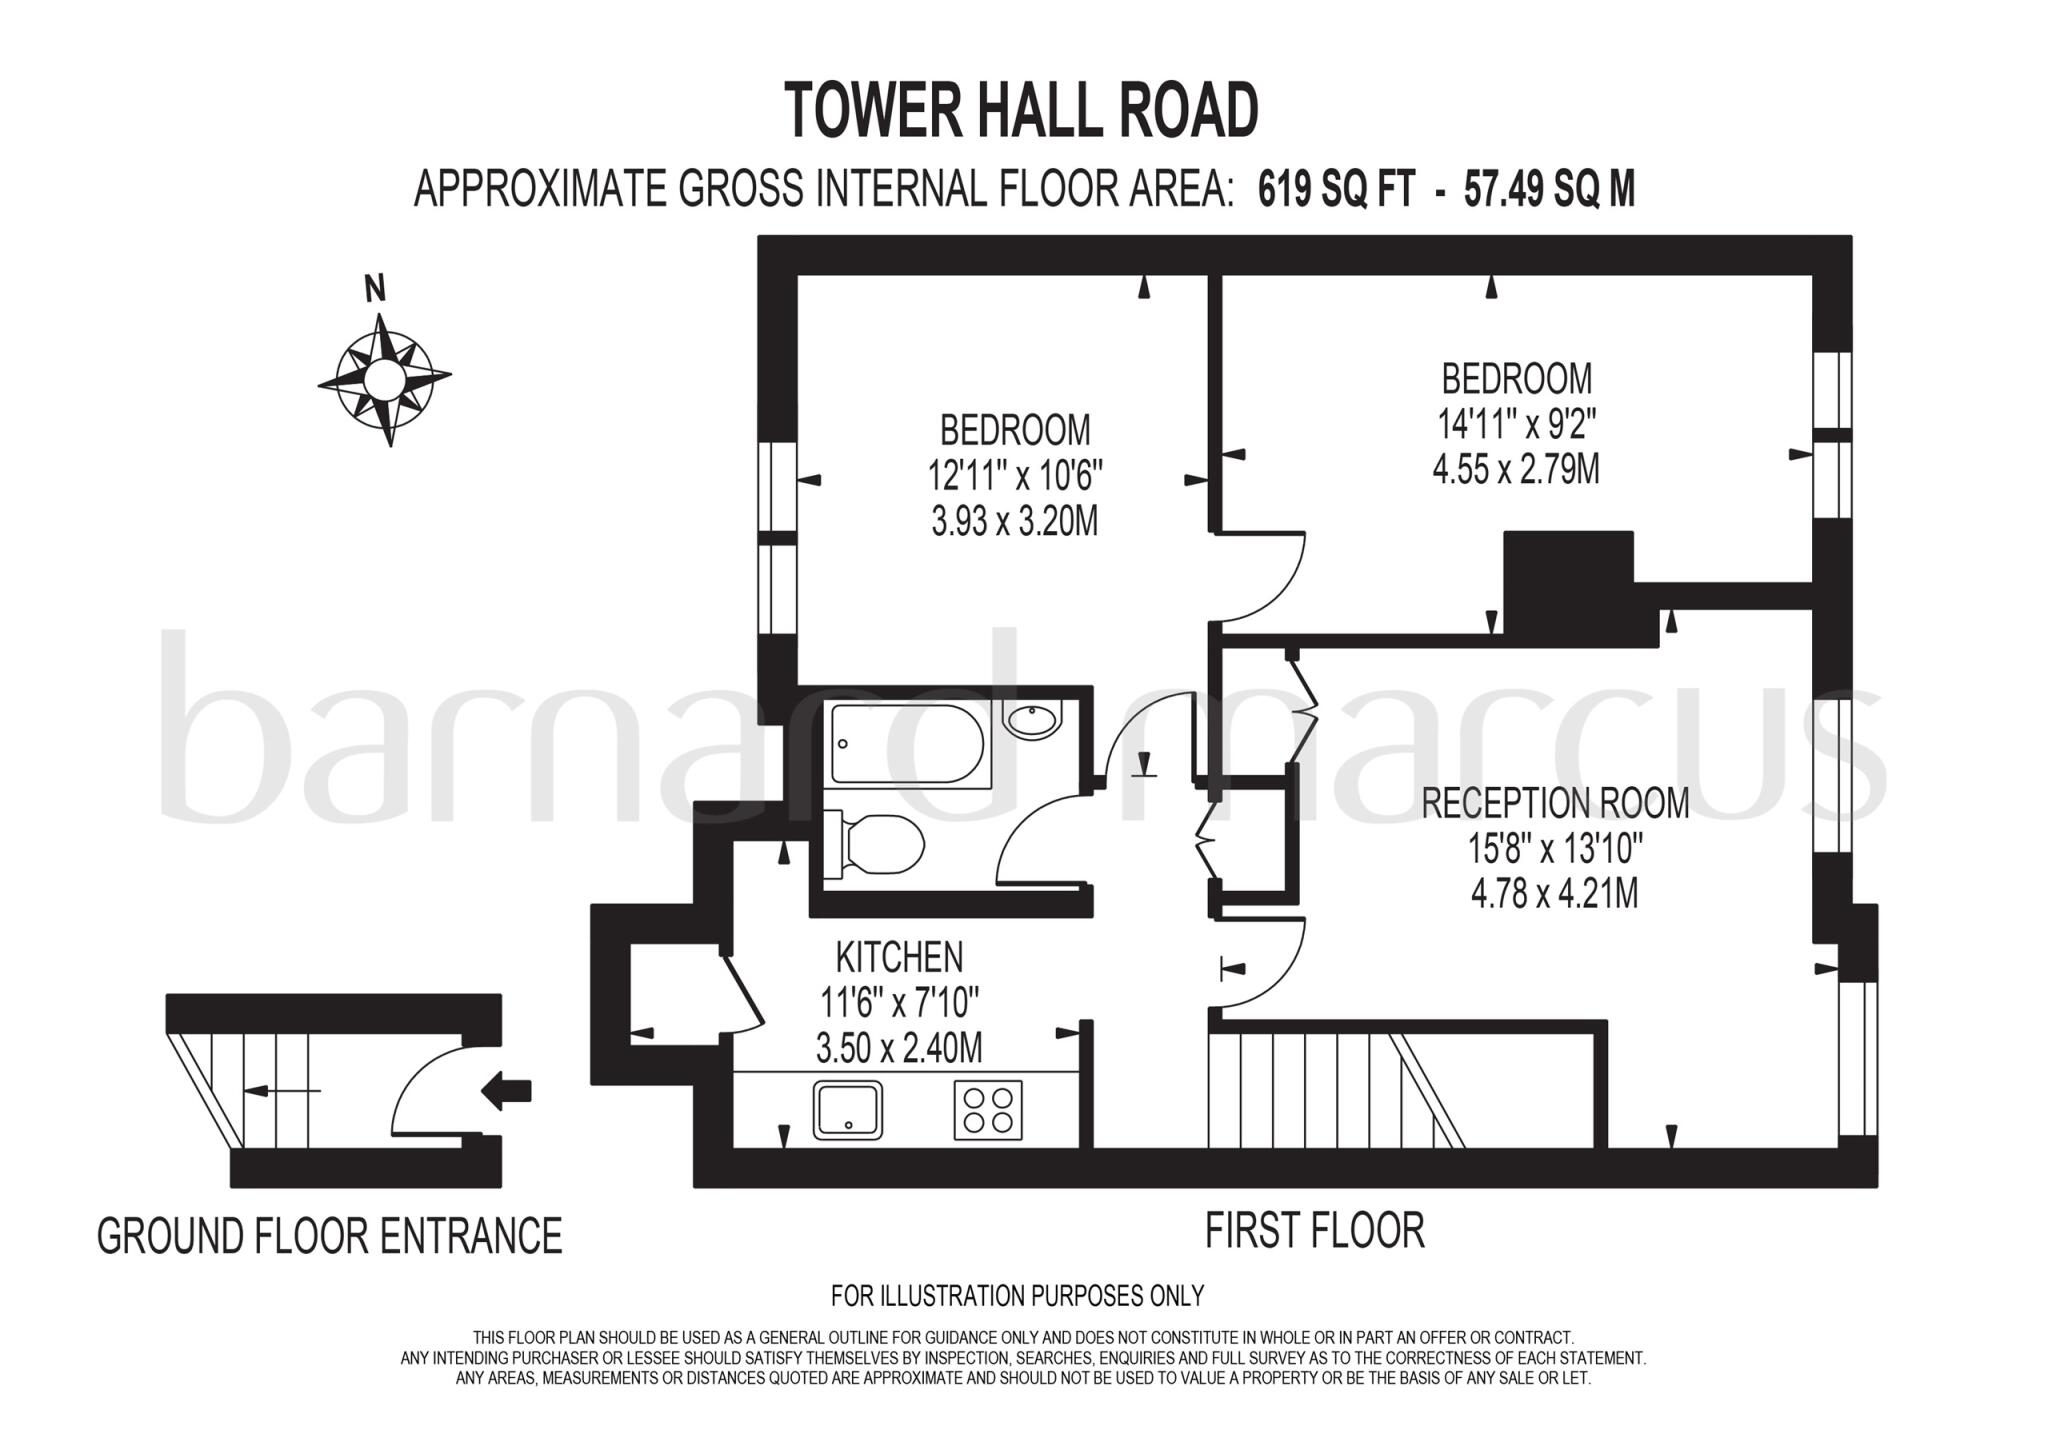 TOWER HALL ROAD
APPROXIMATE GROSS INTERNAL FLOOR AREA: 619 SQ FT - 57.49 SQ M
N
BEDROOM
14'11" x 9'2"
4.55 x 2.79M
BEDROOM
12'11" x 10'6"
3.93 x 3.20M
barnard marcus
RECEPTION ROOM
15'8" x 13'10"
4.78 x 4.21M
KITCHEN
11'6" x 7'10"
3.50 x 2.40M
GROUND FLOOR ENTRANCE
FIRST FLOOR
FOR ILLUSTRATION PURPOSES ONLY
THIS FLOOR PLAN SHOULD BE USED AS A GENERAL OUTLINE FOR GUIDANCE ONLY AND DOES NOT CONSTITUTE IN WHOLE OR IN PART AN OFFER OR CONTRACT.
ANY INTENDING PURCHASER OR LESSEE SHOULD SATISFY THEMSELVES BY INSPECTION, SEARCHES, ENQUIRIES AND FULL SURVEY AS TO THE CORRECTNESS OF EACH STATEMENT.
ANY AREAS, MEASUREMENTS OR DISTANCES QUOTED ARE APPROXIMATE AND SHOULD NOT BE USED TO VALUE A PROPERTY OR BE THE BASIS OF ANY SALE OR LET.